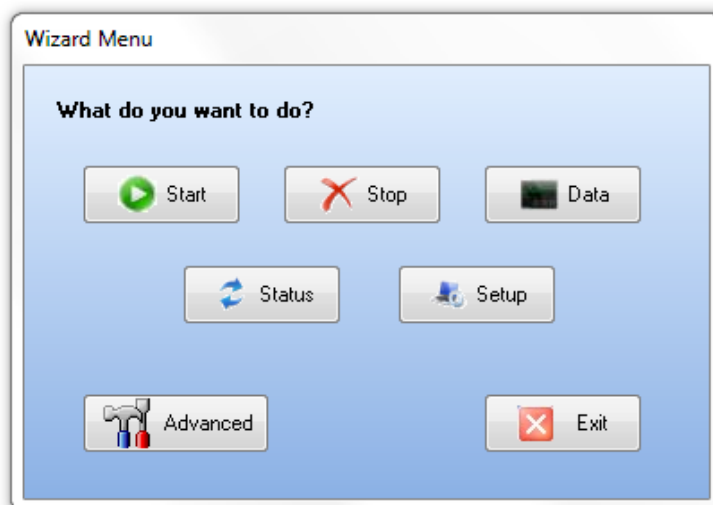 Wizard Menu
What do you want to do?
Start Stop Data
Status Setup
Advanced Exit